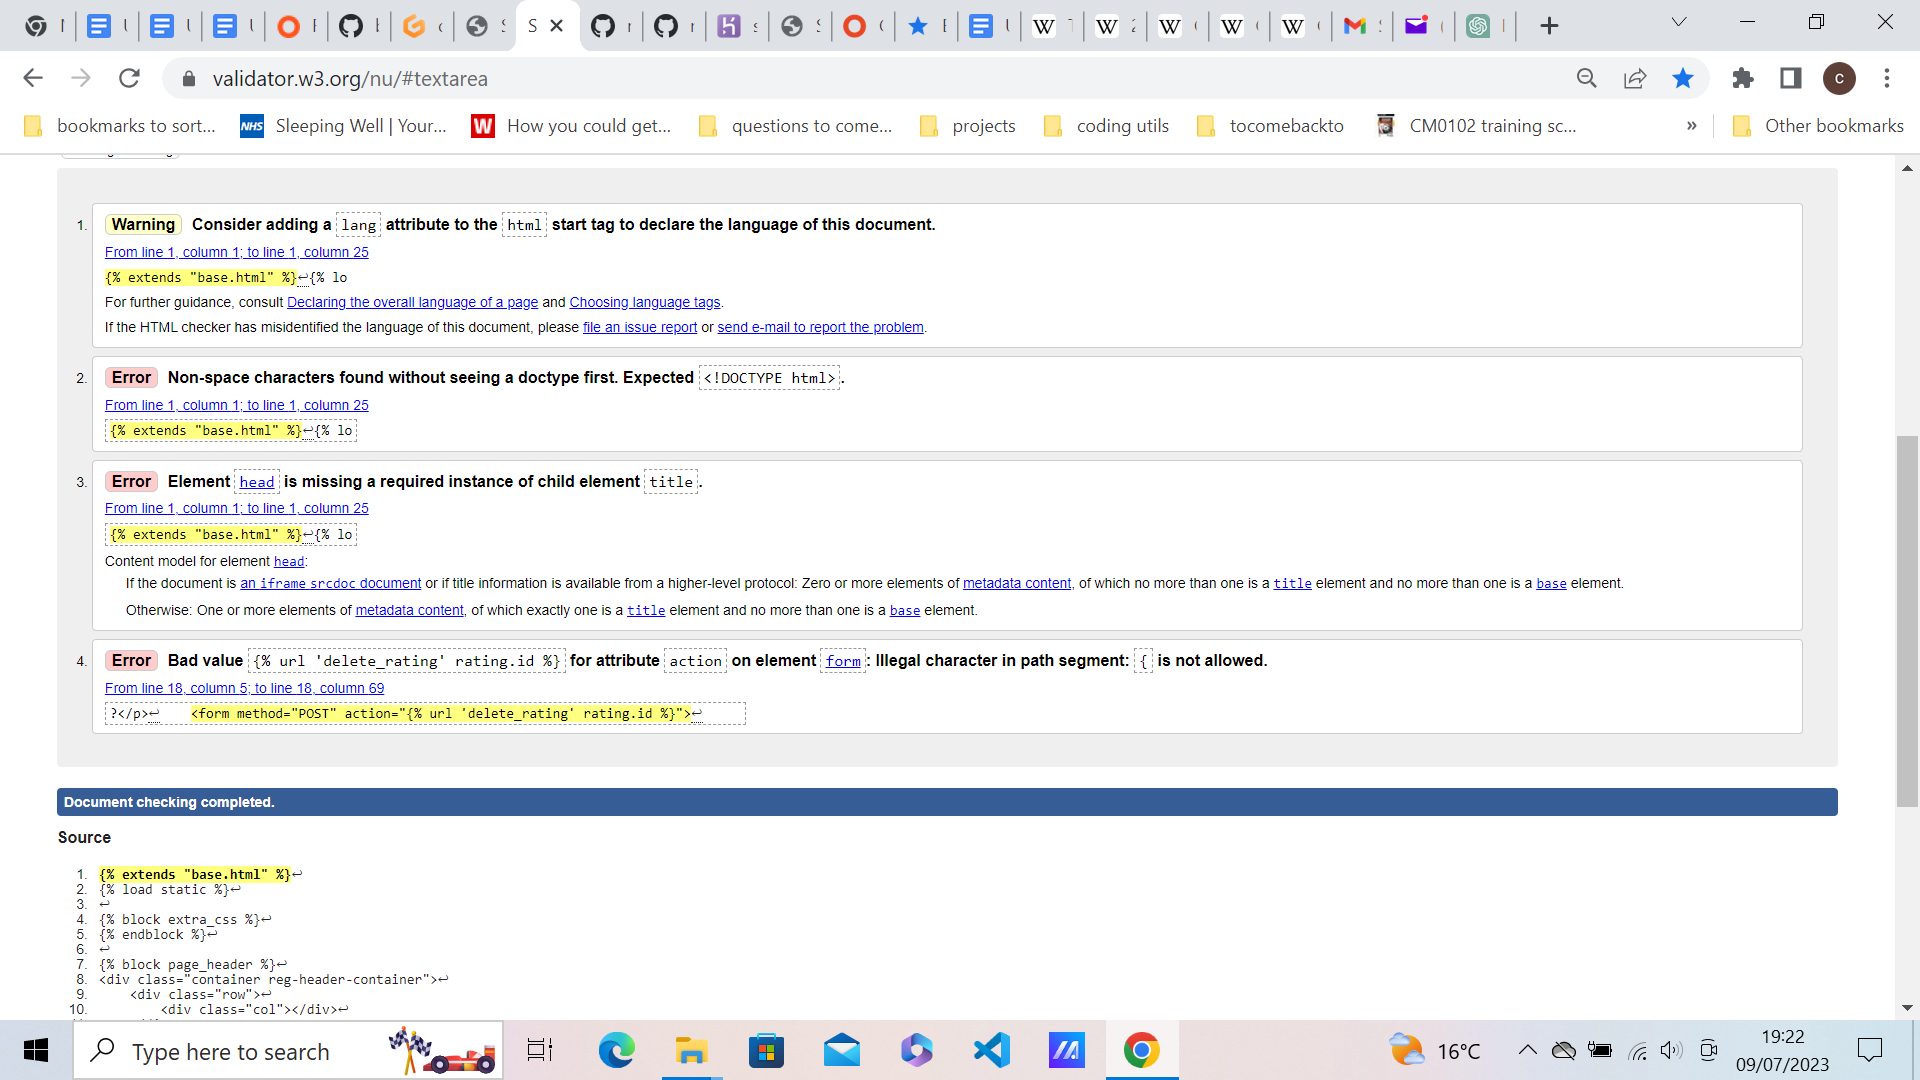 validator.w3.org/nu/#textarea
c
bookmarks to sort...
NHS
Sleeping Well | Your...
W
How you could get...
questions to come...
projects
coding utils
tocomebackto
CM0102 training sc...
»
Other bookmarks
1. Warning Consider adding a lang attribute to the html start tag to declare the language of this document.
From line 1, column 1; to line 1, column 25
{% extends "base.html" %}↩{% lo
For further guidance, consult Declaring the overall language of a page and Choosing language tags.
If the HTML checker has misidentified the language of this document, please file an issue report or send e-mail to report the problem.
2. Error Non-space characters found without seeing a doctype first. Expected <!DOCTYPE html>.
From line 1, column 1; to line 1, column 25
{% extends "base.html" %}↩{% lo
3. Error Element head is missing a required instance of child element title.
From line 1, column 1; to line 1, column 25
{% extends "base.html" %}↩{% lo
Content model for element head:
If the document is an iframe srcdoc document or if title information is available from a higher-level protocol: Zero or more elements of metadata content, of which no more than one is a title element and no more than one is a base element.
Otherwise: One or more elements of metadata content, of which exactly one is a title element and no more than one is a base element.
4. Error Bad value {% url 'delete_rating' rating.id %} for attribute action on element form: Illegal character in path segment: { is not allowed.
From line 18, column 5; to line 18, column 69
?</p>↩ <form method="POST" action="{% url 'delete_rating' rating.id %}">↩
Document checking completed.
Source
1. {% extends "base.html" %}↩
2. {% load static %}↩
3. ↩
4. {% block extra_css %}↩
5. {% endblock %}↩
6. ↩
7. {% block page_header %}↩
8. <div class="container reg-header-container">↩
9. <div class="row">↩
10. <div class="col"></div>↩
Type here to search
16°C
19:22
09/07/2023